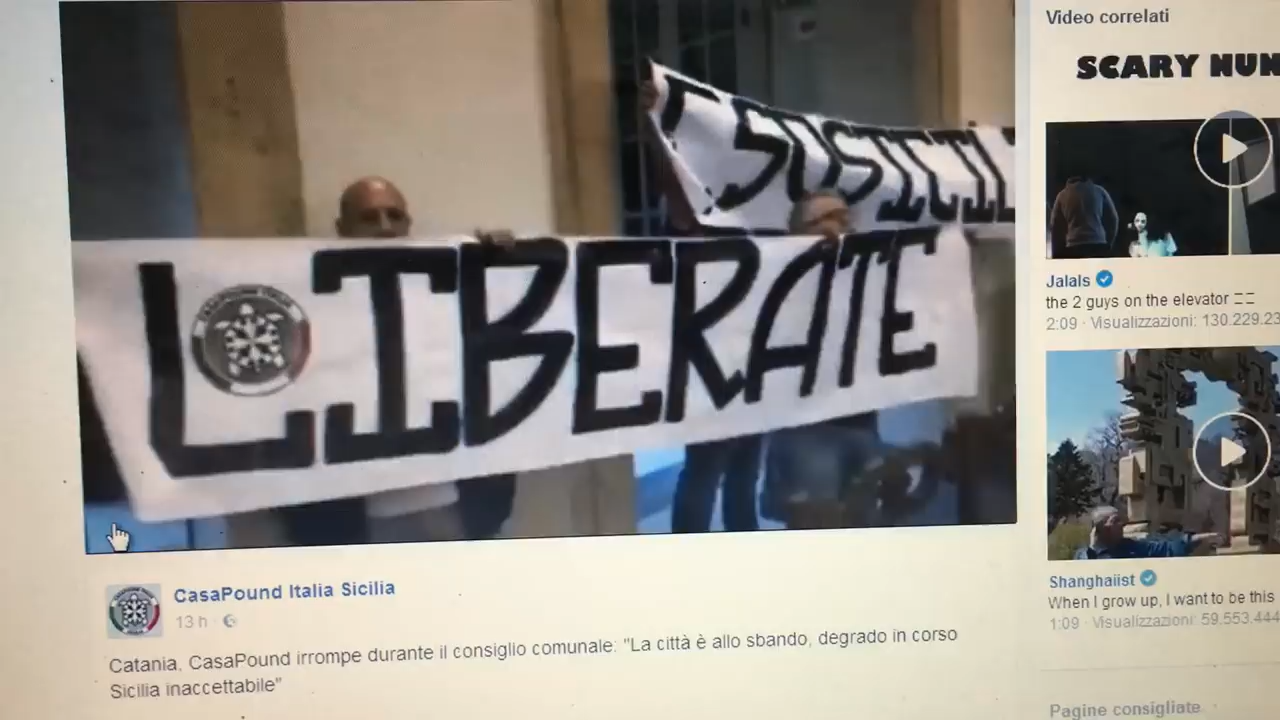 LIBERATE
CasaPound Italia Sicilia
13 h
Catania, CasaPound irrompe durante il consiglio comunale: "La città è allo sbando, degrado in corso
Sicilia inaccettabile"
Video correlati
SCARY NUN
Jalals
the 2 guys on the elevator
2:09 · Visualizzazioni: 130.229.23
Shanghaiist
When I grow up, I want to be this
1:09 · Visualizzazioni: 59.553.444
Pagine consigliate